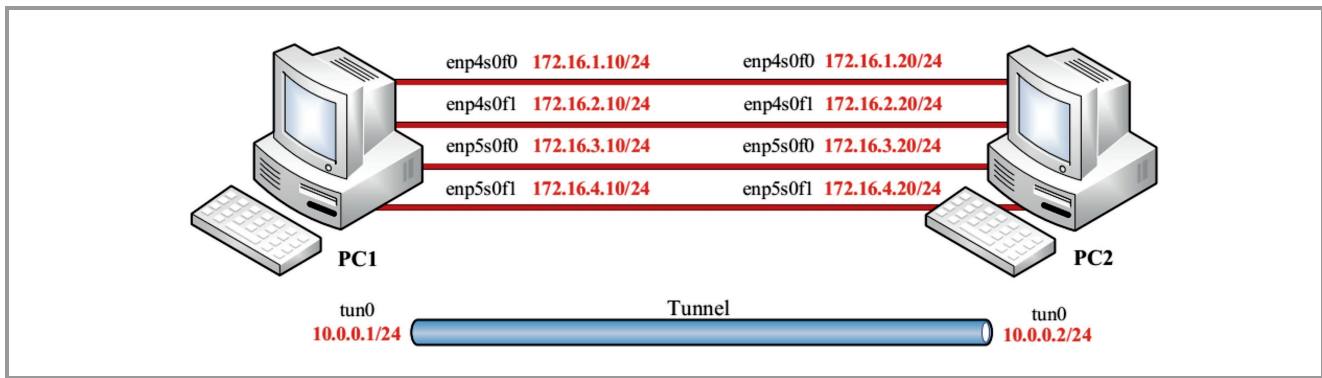 enp4s0f0 172.16.1.10/24 enp4s0f0 172.16.1.20/24
enp4s0f1 172.16.2.10/24 enp4s0f1 172.16.2.20/24
enp5s0f0 172.16.3.10/24 enp5s0f0 172.16.3.20/24
enp5s0f1 172.16.4.10/24 enp5s0f1 172.16.4.20/24
PC1 PC2
tun0 Tunnel tun0
10.0.0.1/24 10.0.0.2/24